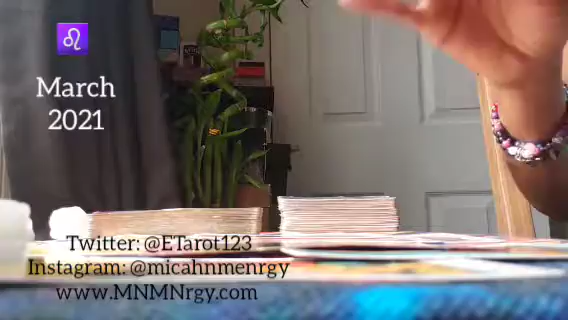 ♌
March
2021
Twitter: @ETarot123
Instagram: @micahnmenrgy
www.MNMNrgy.com